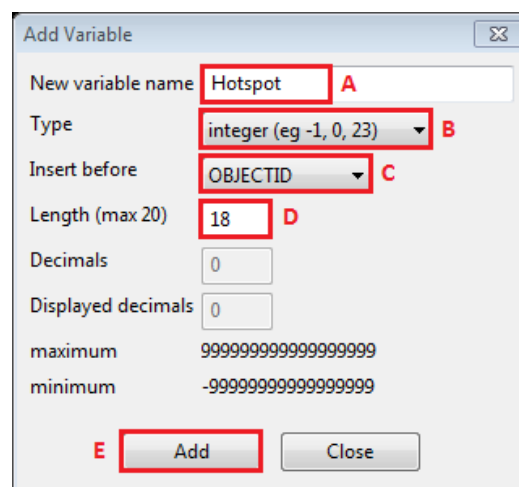 Add Variable
New variable name Hotspot A
Type integer (eg -1, 0, 23) B
Insert before OBJECTID C
Length (max 20) 18 D
Decimals 0
Displayed decimals 0
maximum 999999999999999999
minimum -99999999999999999
E Add Close